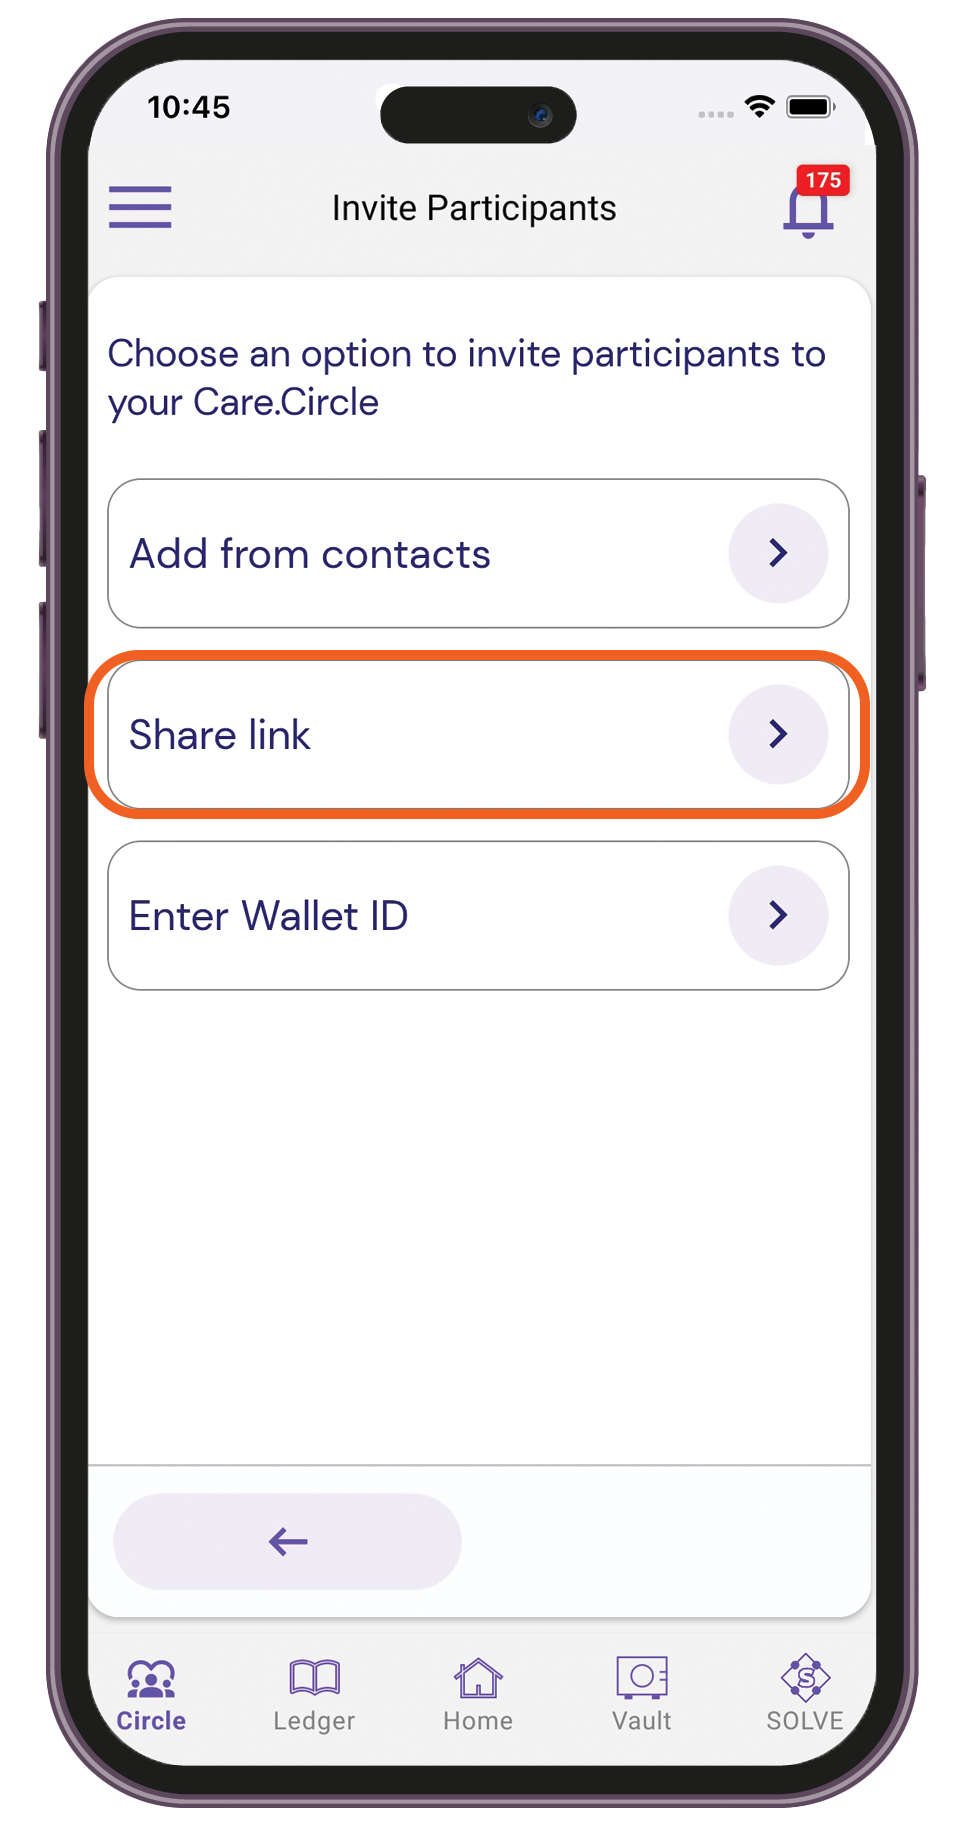 10:45
Invite Participants
175
Choose an option to invite participants to
your Care.Circle
Add from contacts
Share link
Enter Wallet ID
Circle
Ledger
Home
Vault
S
SOLVE